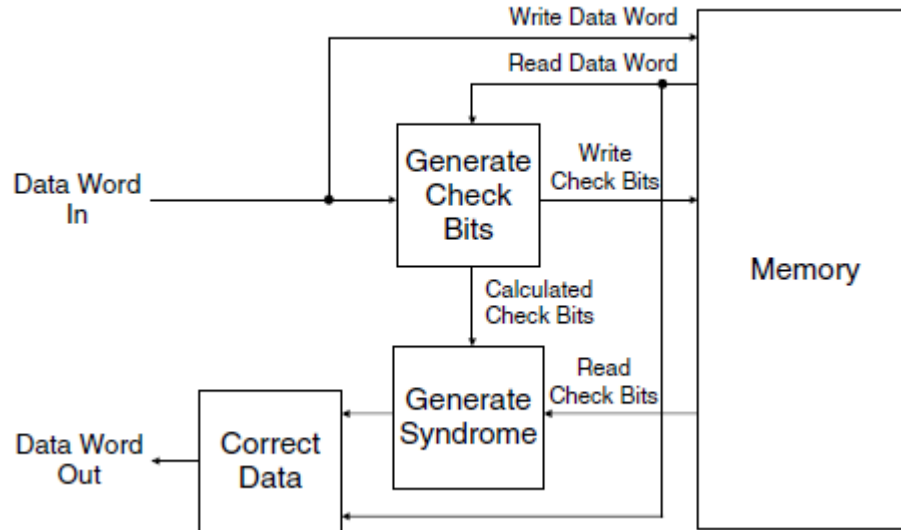 Write Data Word
Read Data Word
Generate
Check
Bits
Write
Check Bits
Data Word
In
Memory
Calculated
Check Bits
Generate
Syndrome
Read
Check Bits
Correct
Data
Data Word
Out